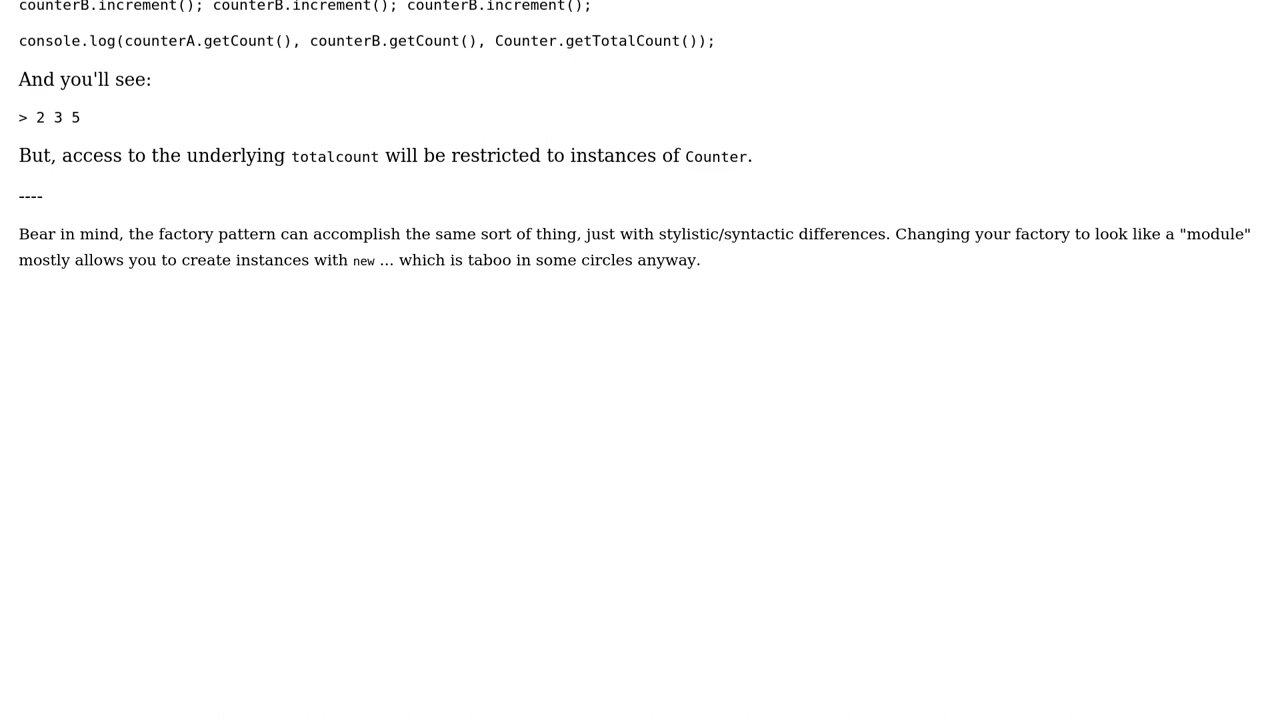 counterB.increment(); counterB.increment(); counterB.increment();
console.log(counterA.getCount(), counterB.getCount(), Counter.getTotalCount());
And you'll see:
> 2 3 5
But, access to the underlying totalcount will be restricted to instances of Counter.
----
Bear in mind, the factory pattern can accomplish the same sort of thing, just with stylistic/syntactic differences. Changing your factory to look like a "module"
mostly allows you to create instances with new ... which is taboo in some circles anyway.